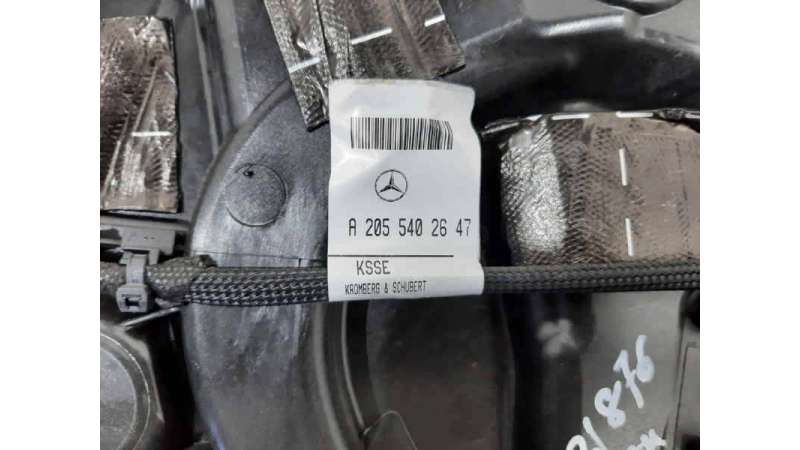 A 205 540 26 47
KSSE
KROMBERG & SCHUBERT